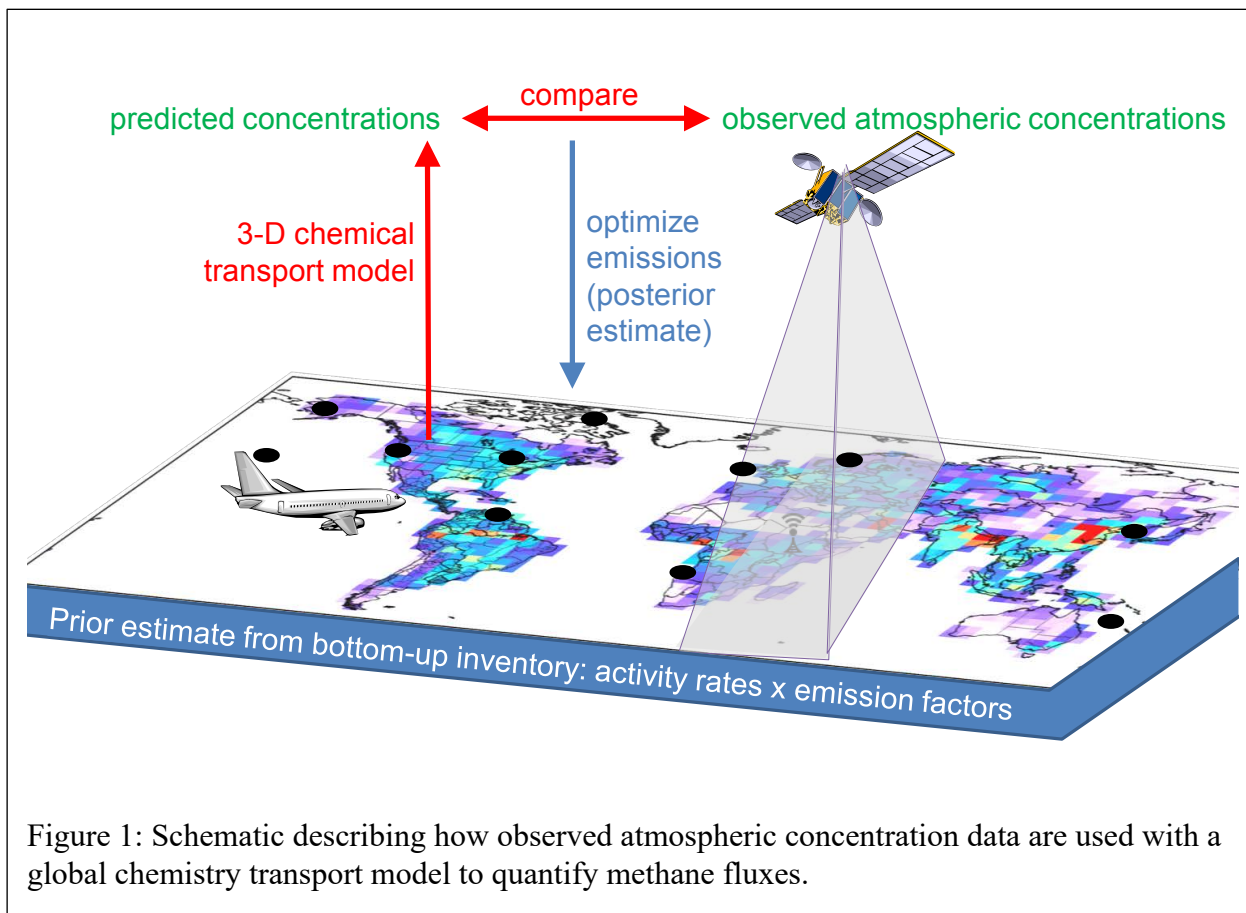 compare
predicted concentrations
observed atmospheric concentrations
3-D chemical
transport model
optimize
emissions
(posterior
estimate)
Prior estimate from bottom-up inventory: activity rates x emission factors
Figure 1: Schematic describing how observed atmospheric concentration data are used with a
global chemistry transport model to quantify methane fluxes.